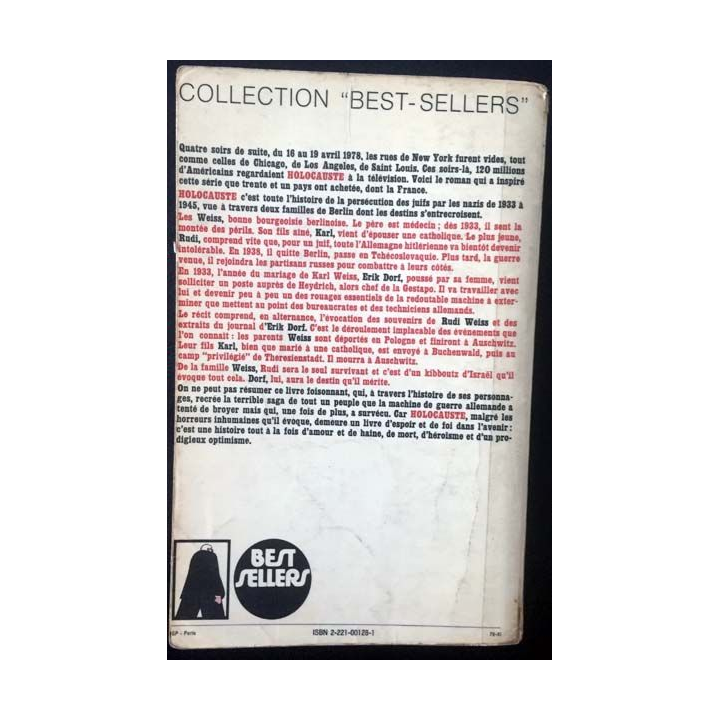 COLLECTION "BEST-SELLERS"
Quatre soirs de suite, du 16 au 19 avril 1978, les rues de New York furent vides, tout
comme celles de Chicago, de Los Angeles, de Saint Louis. Ces soirs-là, 120 millions
d'Américains regardaient HOLOCAUSTE à la télévision. Voici le roman qui a inspiré
cette série que trente et un pays ont achetée, dont la France.
HOLOCAUSTE c'est toute l'histoire de la persécution des juifs par les nazis de 1933 à
1945, vue à travers deux familles de Berlin dont les destins s'entrecroisent.
Les Weiss, bonne bourgeoisie berlinoise. Le père est médecin ; dès 1933, il sent la
montée des périls. Son fils aîné, Karl, vient d'épouser une catholique. Le plus jeune,
Rudi, comprend vite que, pour un juif, toute l'Allemagne hitlérienne va bientôt devenir
intolérable. En 1938, il quitte Berlin, passe en Tchécoslovaquie. Plus tard, la guerre
venue, il rejoindra les partisans russes pour combattre à leurs côtés.
En 1933, l'année du mariage de Karl Weiss, Erik Dorf, poussé par sa femme, vient
solliciter un poste auprès de Heydrich, alors chef de la Gestapo. Il va travailler avec
lui et devenir peu à peu un des rouages essentiels de la redoutable machine à exter-
miner que mettent au point des bureaucrates et des techniciens allemands.
Le récit comprend, en alternance, l'évocation des souvenirs de Rudi Weiss et des
extraits du journal d'Erik Dorf. C'est le déroulement implacable des événements que
l'on connaît : les parents Weiss sont déportés en Pologne et finiront à Auschwitz.
Leur fils Karl, bien que marié à une catholique, est envoyé à Buchenwald, puis au
camp "privilégié" de Theresienstadt. Il mourra à Auschwitz.
De la famille Weiss, Rudi sera le seul survivant et c'est d'un kibboutz d'Israël qu'il
évoque tout cela. Dorf, lui, aura le destin qu'il mérite.
On ne peut pas résumer ce livre foisonnant, qui, à travers l'histoire de ses personna-
ges, recrée la terrible saga de tout un peuple que la machine de guerre allemande a
tenté de broyer mais qui, une fois de plus, a survécu. Car HOLOCAUSTE, malgré les
horreurs inhumaines qu'il évoque, demeure un livre d'espoir et de foi dans l'avenir :
c'est une histoire tout à la fois d'amour et de haine, de mort, d'héroïsme et d'un pro-
digieux optimisme.
BEST
SELLERS
- Paris
ISBN 2-221-00128-1